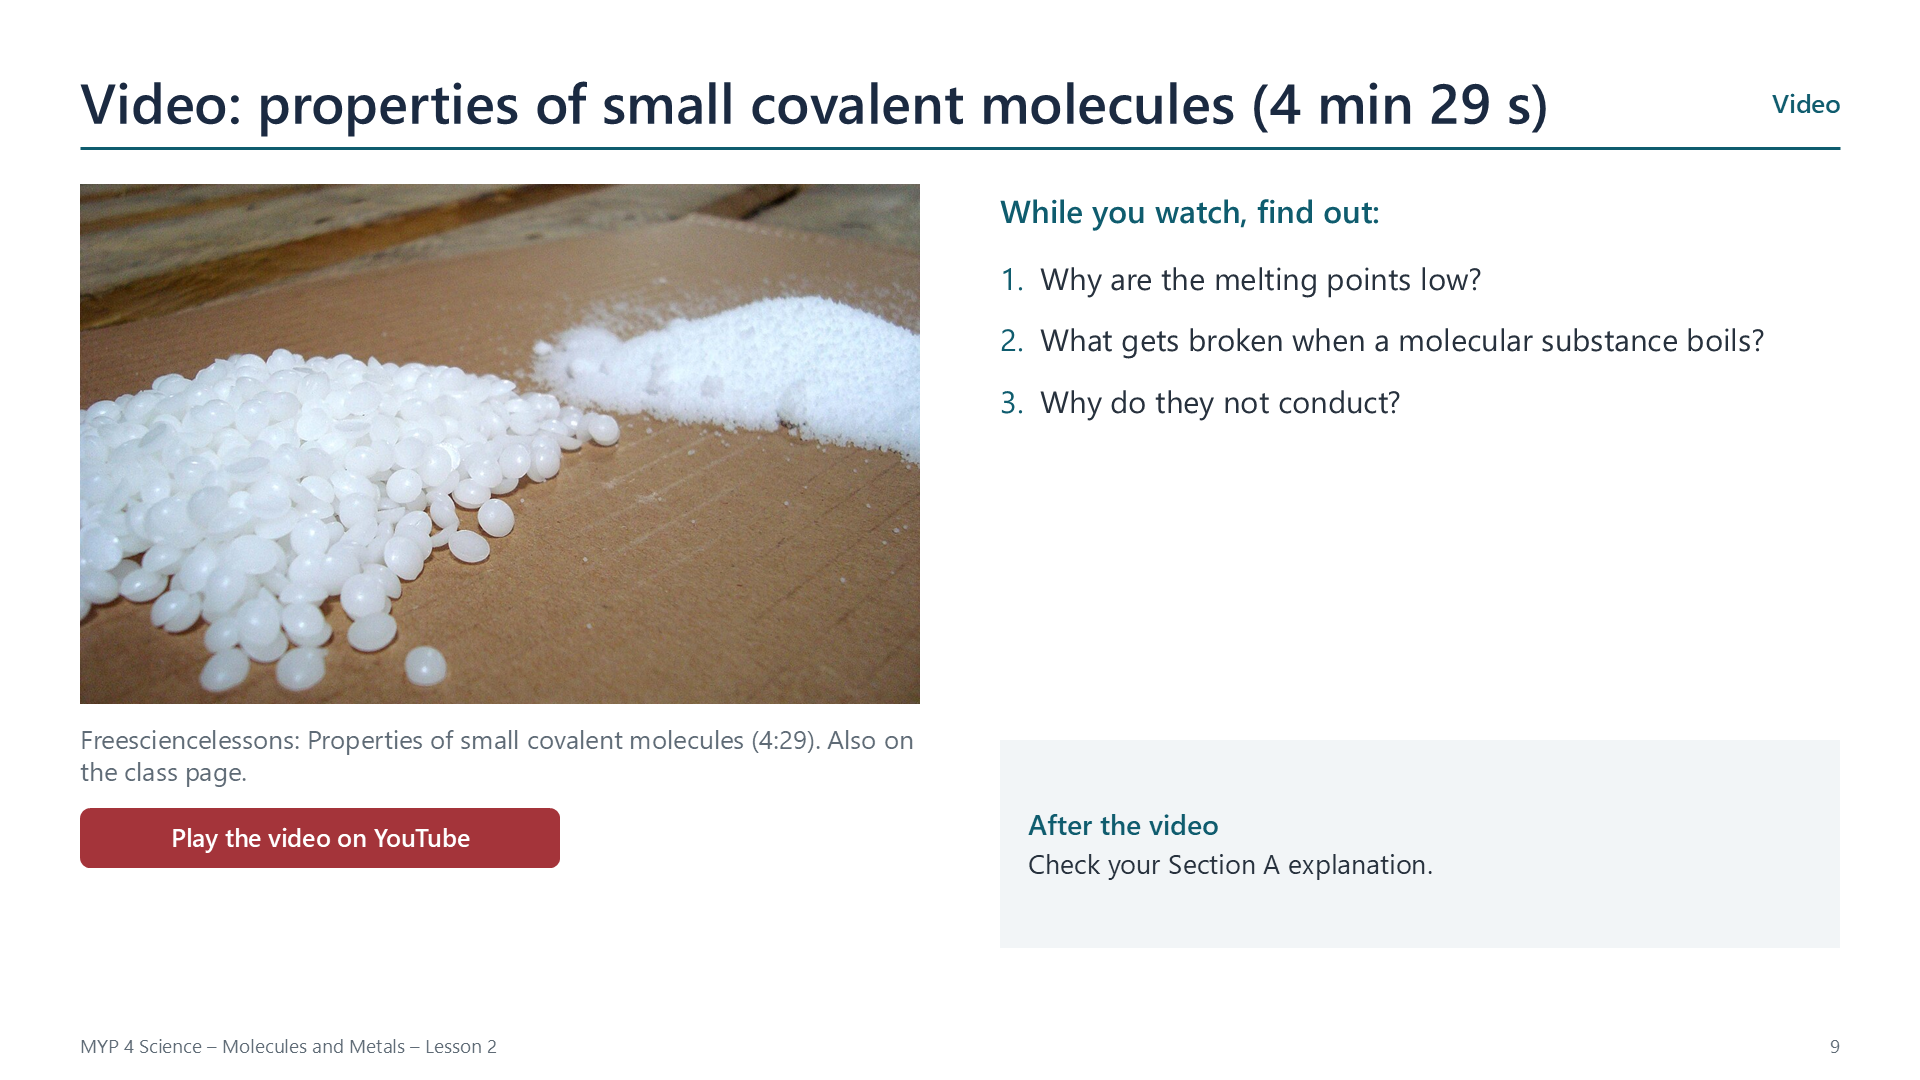 Video: properties of small covalent molecules (4 min 29 s)
Video
Freesciencelessons: Properties of small covalent molecules (4:29). Also on
the class page.
Play the video on YouTube
While you watch, find out:
1. Why are the melting points low?
2. What gets broken when a molecular substance boils?
3. Why do they not conduct?
After the video
Check your Section A explanation.
MYP 4 Science – Molecules and Metals – Lesson 2
9